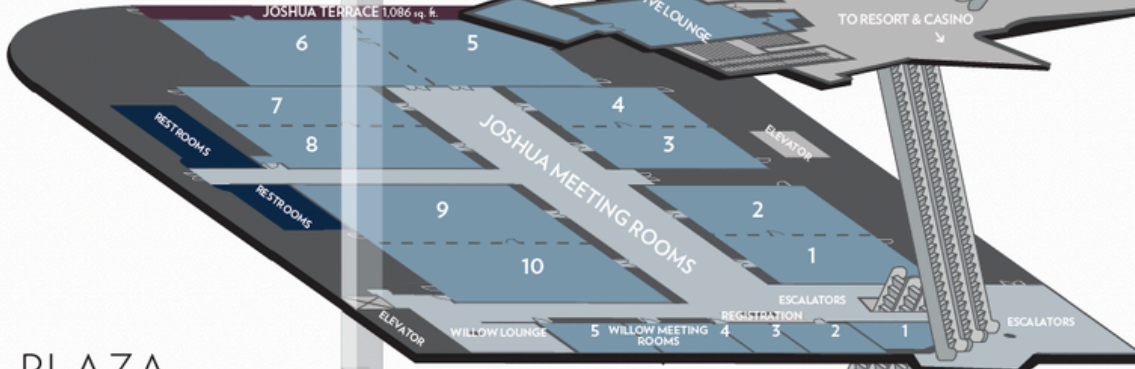 JOSHUA TERRACE 1,086 sq. ft.
VE LOUNGE
TO RESORT & CASINO
6
5
7
4
RESTROOMS
8
3
ELEVATOR
JOSHUA MEETING ROOMS
RESTROOMS
9
2
10
1
ESCALATORS
REGISTRATION
ESCALATORS
ELEVATOR
WILLOW LOUNGE
5
WILLOW MEETING
ROOMS
4
3
2
1
PLAZA